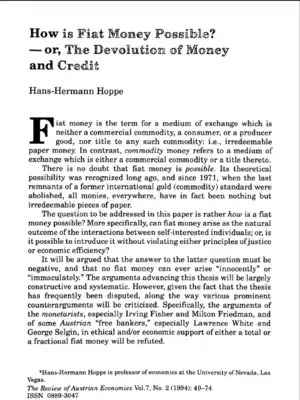 How is Fiat Money Possible?
— or, The Devolution of Money
and Credit
Hans-Hermann Hoppe
Fiat money is the term for a medium of exchange which is
neither a commercial commodity, a consumer, or a producer
good, nor title to any such commodity: i.e., irredeemable
paper money. In contrast, commodity money refers to a medium of
exchange which is either a commercial commodity or a title thereto.
There is no doubt that fiat money is possible. Its theoretical
possibility was recognized long ago, and since 1971, when the last
remnants of a former international gold (commodity) standard were
abolished, all monies, everywhere, have in fact been nothing but
irredeemable pieces of paper.
The question to be addressed in this paper is rather how is a fiat
money possible? More specifically, can fiat money arise as the natural
outcome of the interactions between self-interested individuals; or, is
it possible to introduce it without violating either principles of justice
or economic efficiency?
It will be argued that the answer to the latter question must be
negative, and that no fiat money can ever arise "innocently" or
"immaculately." The arguments advancing this thesis will be largely
constructive and systematic. However, given the fact that the thesis
has frequently been disputed, along the way various prominent
counterarguments will be criticized. Specifically, the arguments of
the monetarists, especially Irving Fisher and Milton Friedman, and
of some Austrian "free bankers," especially Lawrence White and
George Selgin, in ethical and/or economic support of either a total or
a fractional fiat money will be refuted.
*Hans-Hermann Hoppe is professor of economics at the University of Nevada, Las
Vegas.
The Review of Austrian Economics Vol.7, No. 2 (1994): 49–74
ISSN 0889-3047